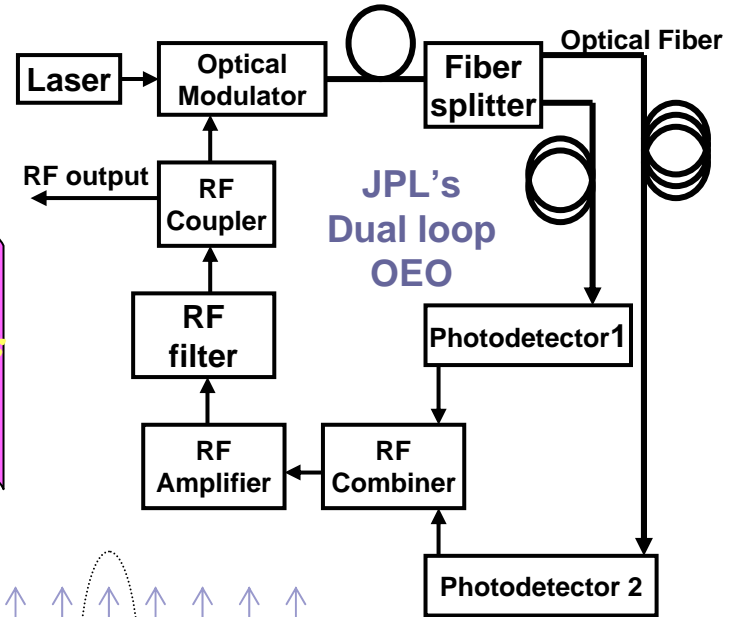 Optical Fiber
Laser
Optical
Modulator
Fiber
splitter
RF output
RF
Coupler
JPL's
Dual loop
OEO
RF
filter
Photodetector1
RF
Amplifier
RF
Combiner
Photodetector 2